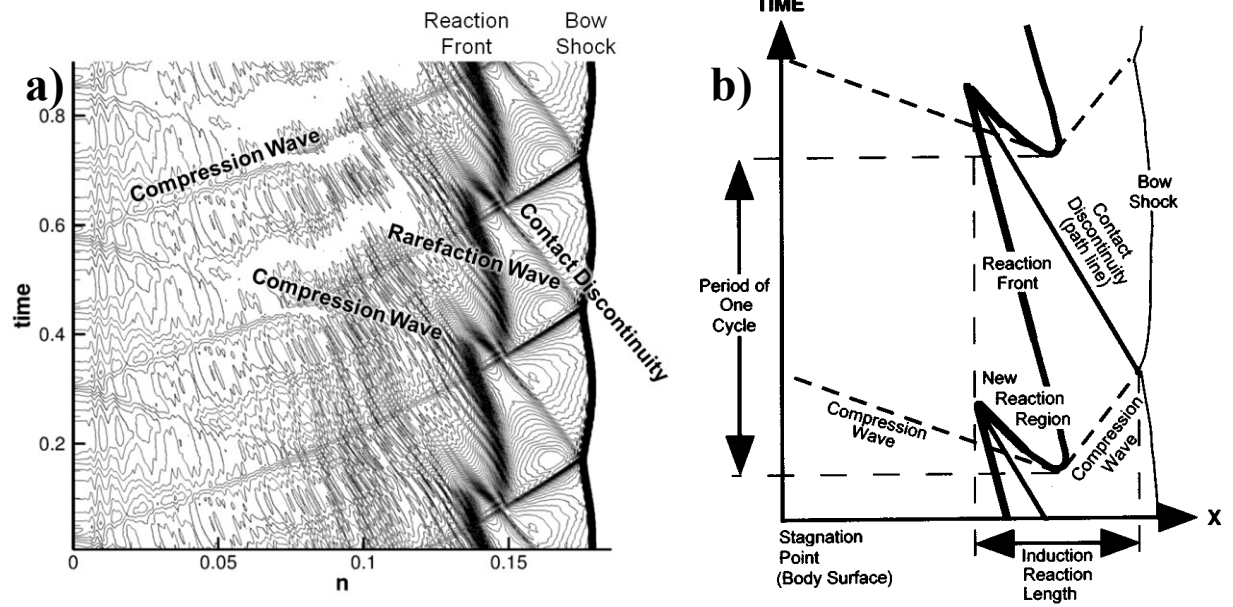 Reaction
Front
Bow
Shock
a)
0.8
0.6
0.4
0.2
0
0.05
0.1
0.15
time
n
Compression Wave
Rarefaction Wave
Compression Wave
Contact Discontinuity
b)
TIME
Bow
Shock
Contact
Discontinuity
(path line)
Reaction
Front
Period of
One
Cycle
New
Reaction
Region
Compression
Wave
Compression
Wave
X
Stagnation
Point
(Body Surface)
Induction
Reaction
Length